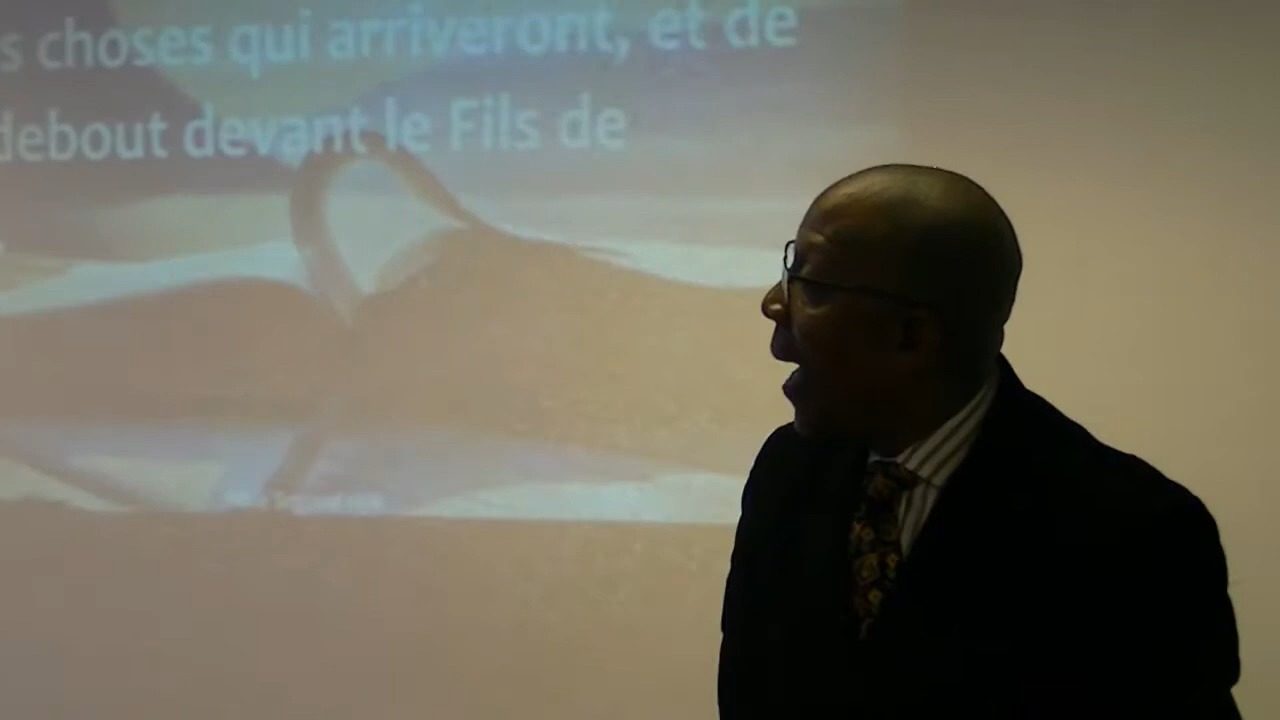 s choses qui arriveront, et de
debout devant le Fils de